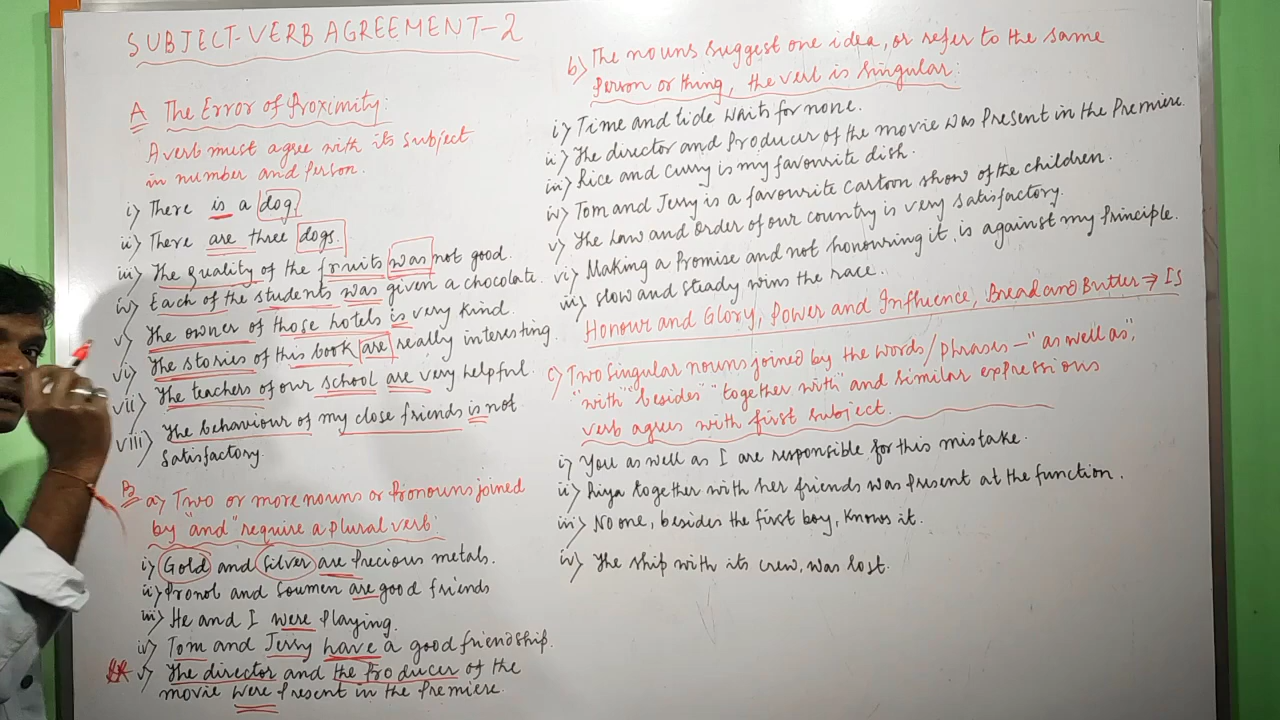 SUBJECT-VERB AGREEMENT-2
A The Error of Proximity:
A verb must agree with its subject
in number and person.
i) There is a dog.
ii) There are three dogs.
iii) The quality of the fruits was not good.
iv) Each of the students was given a chocolate.
v) The owner of those hotels is very kind.
vi) The stories of this book are really interesting.
vii) The teachers of our school are very helpful.
viii) The behaviour of my close friends is not
satisfactory.
B a) Two or more nouns or pronouns joined
by "and" require a plural verb:
i) Gold and Silver are precious metals.
ii) Pronob and Soumen are good friends
iii) He and I were playing.
iv) Tom and Jerry have a good friendship.
v) The director and the producer of the
movie were present in the premiere.
b) The nouns suggest one idea, or refer to the same
person or thing, the verb is singular:
i) Time and tide waits for none.
ii) The director and producer of the movie was present in the premiere.
iii) Rice and curry is my favourite dish.
iv) Tom and Jerry is a favourite cartoon show of the children.
v) The Law and Order of our country is very satisfactory.
vi) Making a promise and not honouring it, is against my principle.
iii) Slow and steady wins the race.
Honour and Glory, Power and Influence, Bread and Butter → IS
c) Two singular nouns joined by the words/phrases - "as well as",
"with" "besides" "together with" and similar expressions
verb agrees with first subject.
i) You as well as I are responsible for this mistake.
ii) Riya together with her friends was present at the function.
iii) No one, besides the first boy, knows it.
iv) The ship with its crew, was lost.